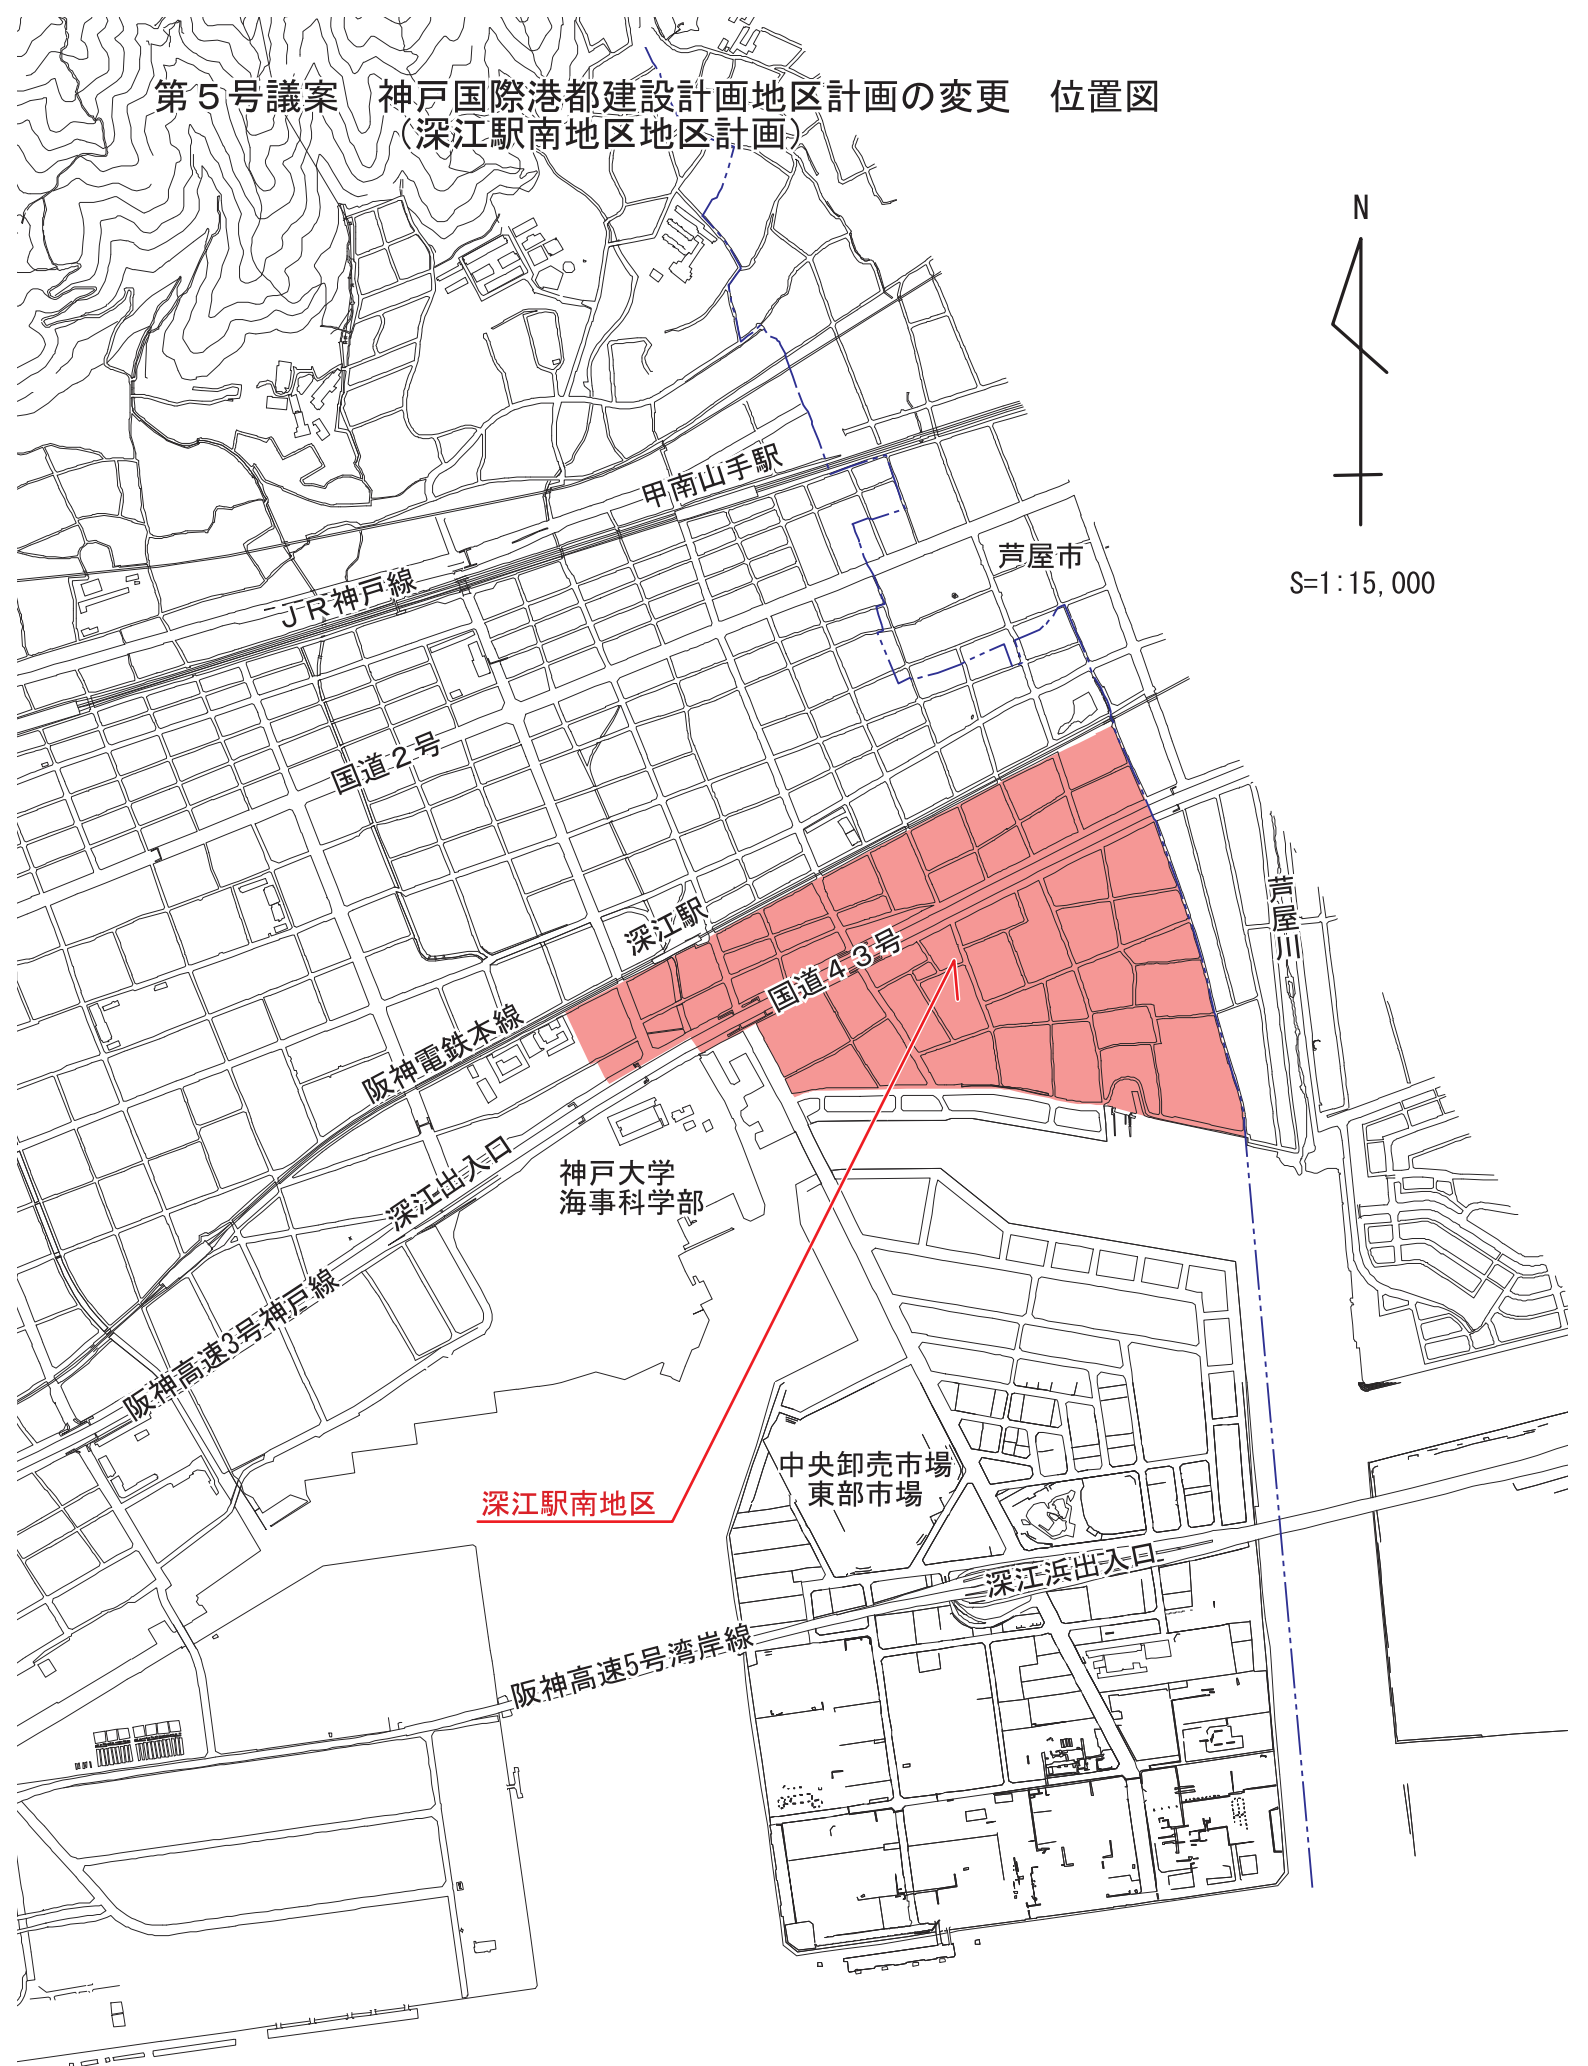 第５号議案　神戸国際港都建設計画地区計画の変更　位置図
（深江駅南地区地区計画）
N
S=1:15,000
甲南山手駅
芦屋市
ＪＲ神戸線
国道２号
芦屋川
深江駅
国道４３号
阪神電鉄本線
深江出入口
神戸大学
海事科学部
阪神高速3号神戸線
中央卸売市場
東部市場
深江駅南地区
深江浜出入口
阪神高速5号湾岸線